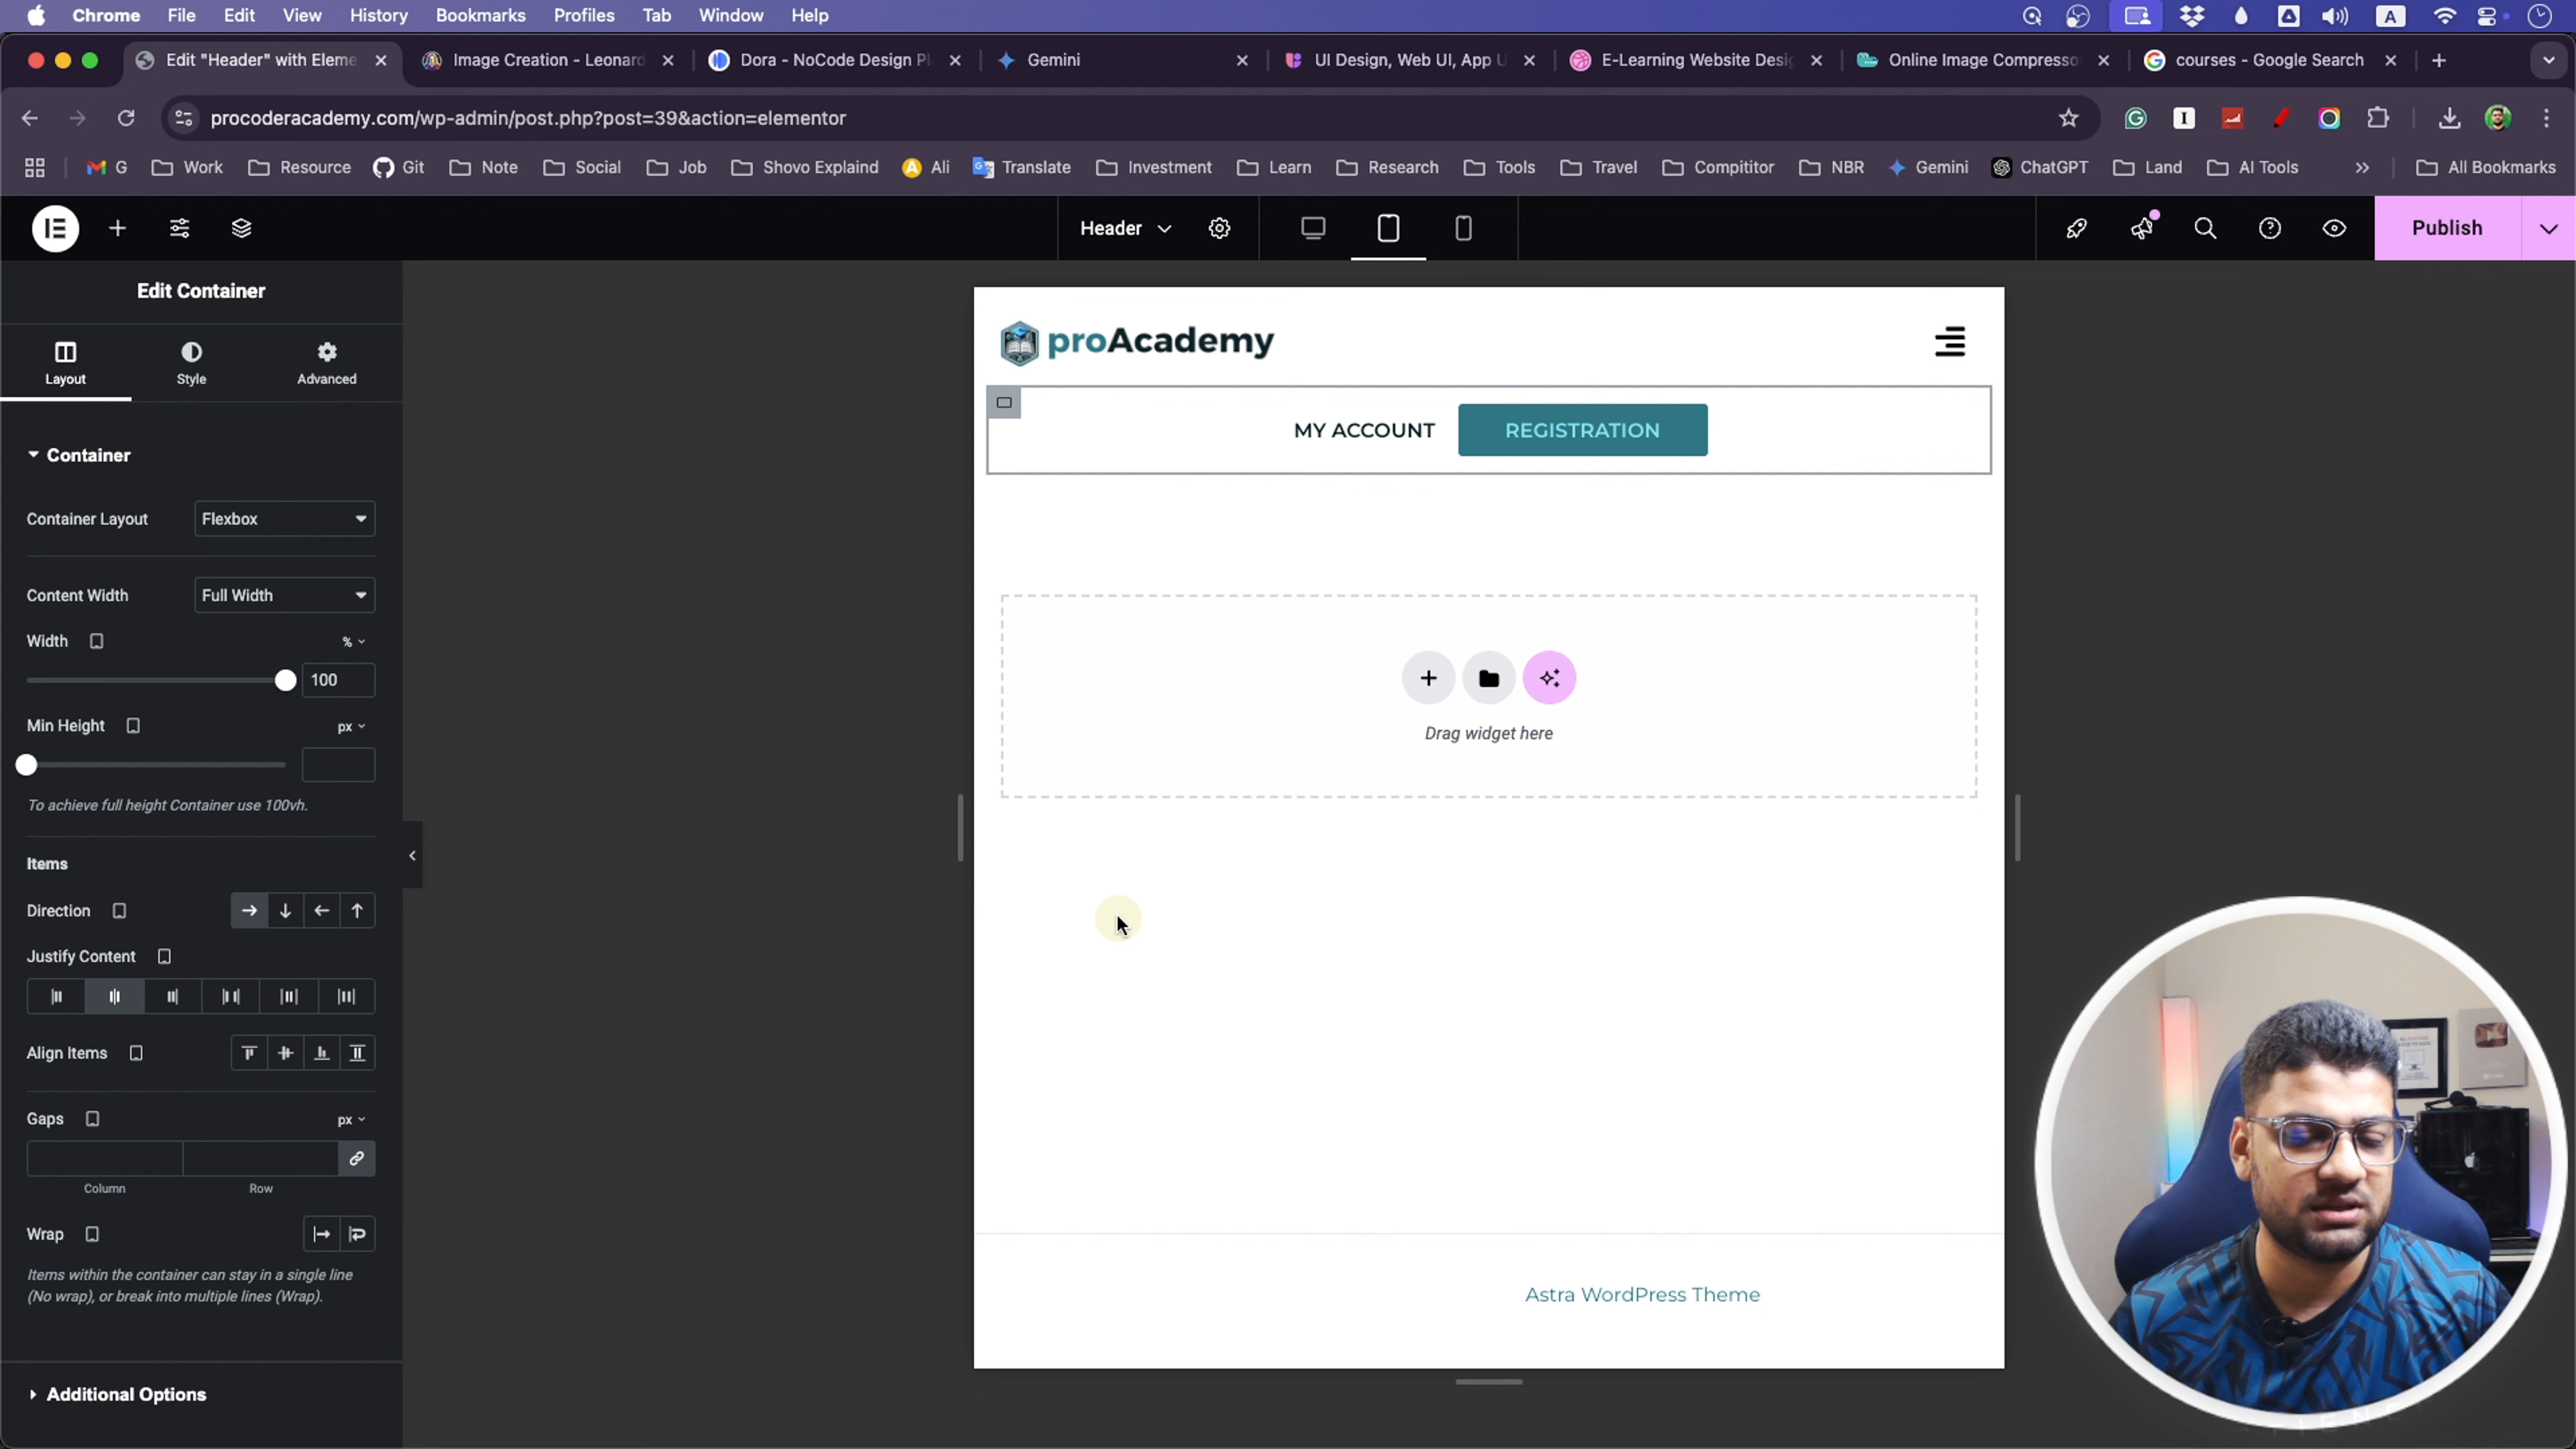 Chrome File Edit View History Bookmarks Profiles Tab Window Help
Edit "Header" with Eleme Image Creation - Leonard Dora - NoCode Design Pl Gemini UI Design, Web UI, App U E-Learning Website Desig Online Image Compresso courses - Google Search
procoderacademy.com/wp-admin/post.php?post=39&action=elementor
G Work Resource Git Note Social Job Shovo Explaind Ali Translate Investment Learn Research Tools Travel Compititor NBR Gemini ChatGPT Land AI Tools All Bookmarks
Header Publish
Edit Container
Layout Style Advanced
Container
Container Layout Flexbox
Content Width Full Width
Width %
100
Min Height px
To achieve full height Container use 100vh.
Items
Direction
Justify Content
Align Items
Gaps px
Column Row
Wrap
Items within the container can stay in a single line
(No wrap), or break into multiple lines (Wrap).
Additional Options
proAcademy
MY ACCOUNT REGISTRATION
Drag widget here
Astra WordPress Theme